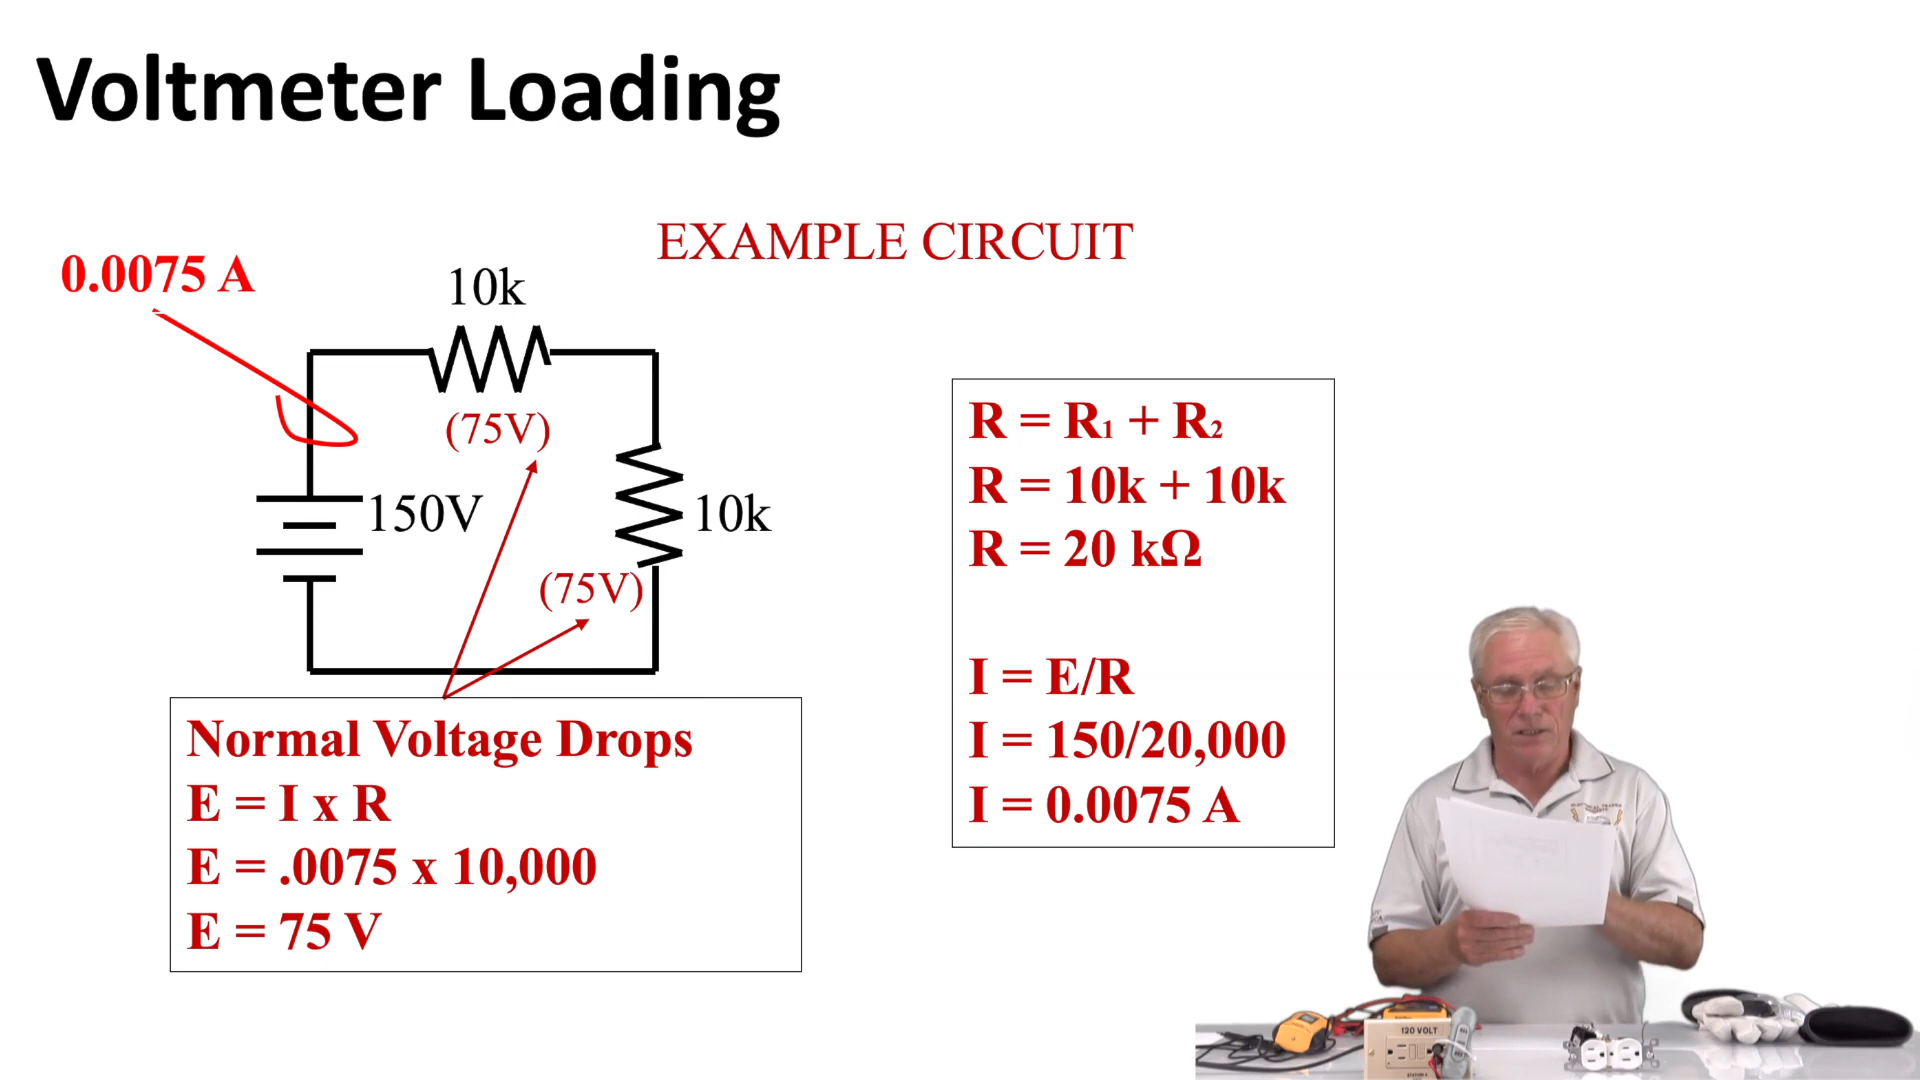 Voltmeter Loading
EXAMPLE CIRCUIT
0.0075 A
10k
(75V)
150V
10k
(75V)
Normal Voltage Drops
E = I x R
E = .0075 x 10,000
E = 75 V
R = R₁ + R₂
R = 10k + 10k
R = 20 kΩ
I = E/R
I = 150/20,000
I = 0.0075 A
120 VOLT